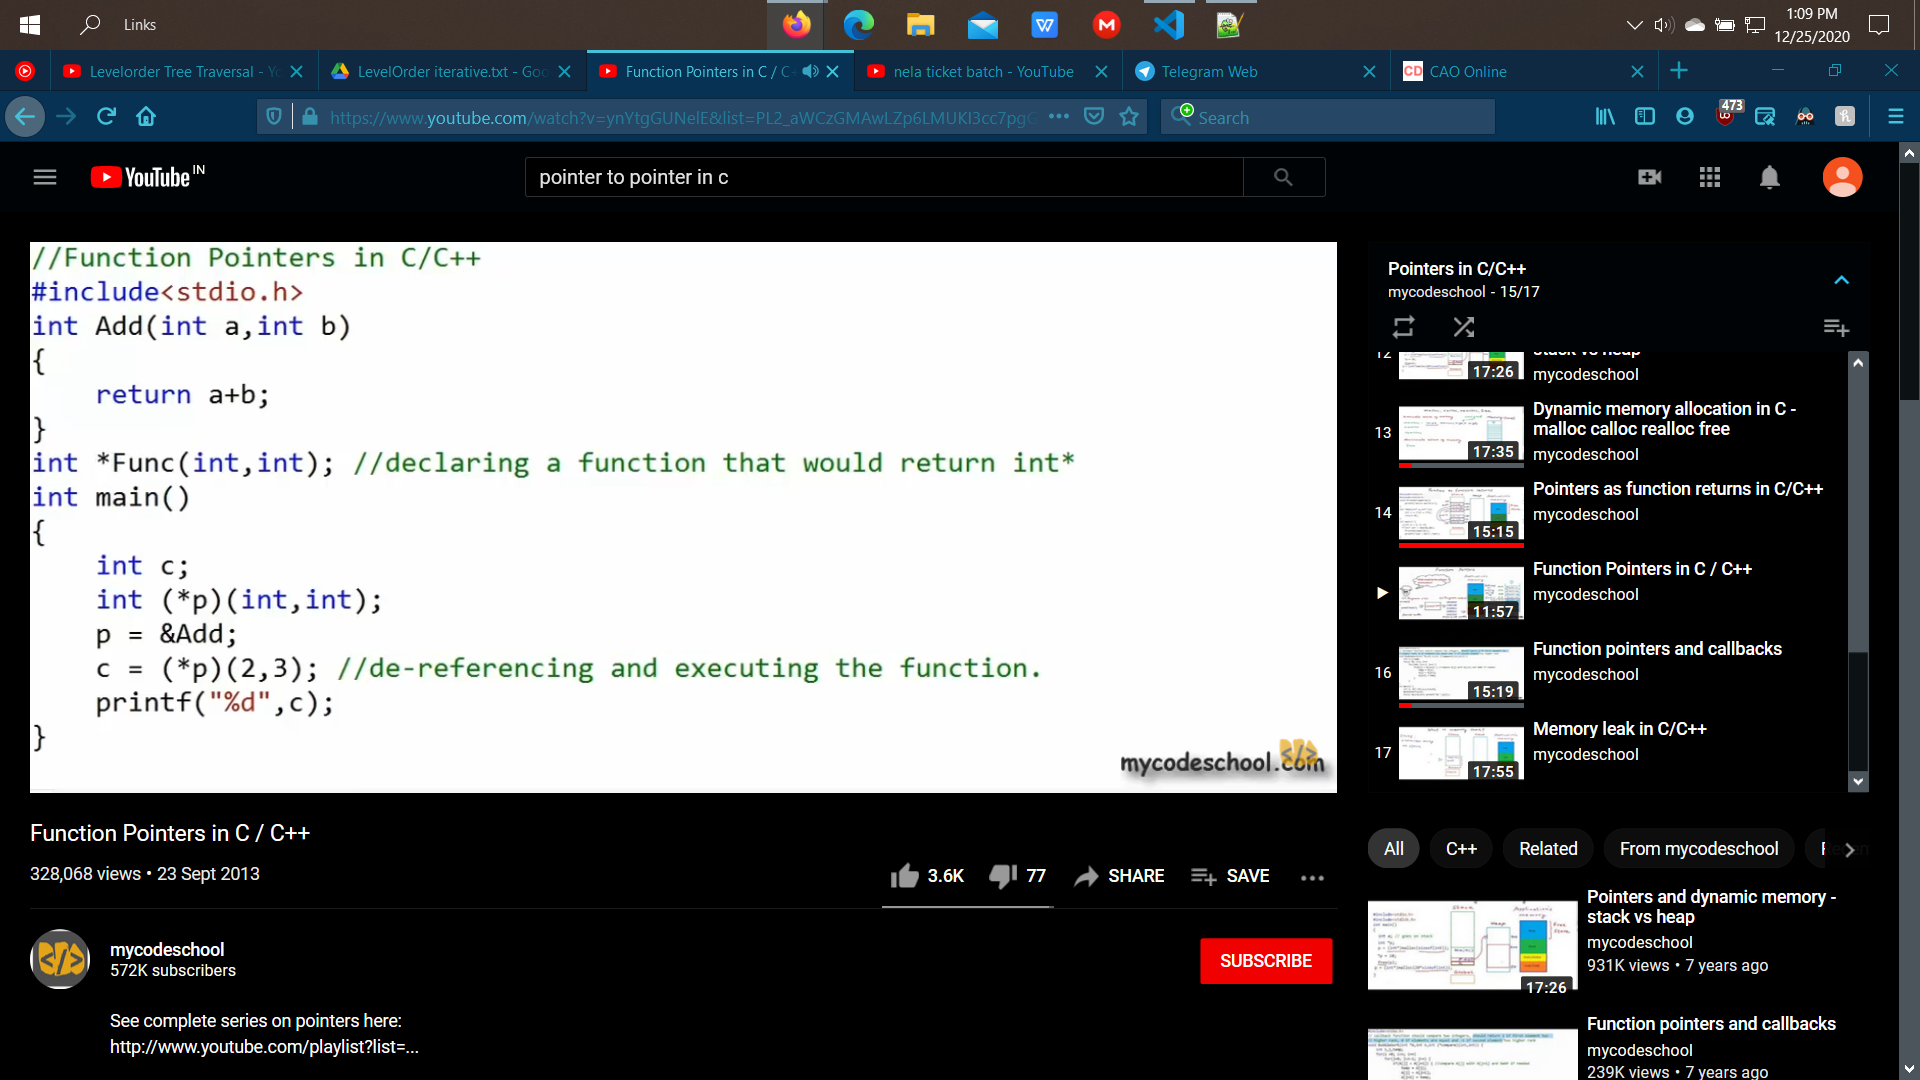 Links
1:09 PM
12/25/2020
Levelorder Tree Traversal - Yo
LevelOrder iterative.txt - Goo
Function Pointers in C / C
nela ticket batch - YouTube
Telegram Web
CD CAO Online
https://www.youtube.com/watch?v=ynYtgGUNelE&list=PL2_aWCzGMAwLZp6LMUKI3cc7pgG
Search
473
YouTube IN
pointer to pointer in c
//Function Pointers in C/C++
#include<stdio.h>
int Add(int a,int b)
{
    return a+b;
}
int *Func(int,int); //declaring a function that would return int*
int main()
{
    int c;
    int (*p)(int,int);
    p = &Add;
    c = (*p)(2,3); //de-referencing and executing the function.
    printf("%d",c);
}
mycodeschool.com
Function Pointers in C / C++
328,068 views • 23 Sept 2013
3.6K
77
SHARE
SAVE
mycodeschool
572K subscribers
SUBSCRIBE
See complete series on pointers here:
http://www.youtube.com/playlist?list=...
Pointers in C/C++
mycodeschool - 15/17
12
17:26
stack vs heap
mycodeschool
13
17:35
Dynamic memory allocation in C -
malloc calloc realloc free
mycodeschool
14
15:15
Pointers as function returns in C/C++
mycodeschool
11:57
Function Pointers in C / C++
mycodeschool
16
15:19
Function pointers and callbacks
mycodeschool
17
17:55
Memory leak in C/C++
mycodeschool
All
C++
Related
From mycodeschool
17:26
Pointers and dynamic memory -
stack vs heap
mycodeschool
931K views • 7 years ago
Function pointers and callbacks
mycodeschool
239K views • 7 years ago